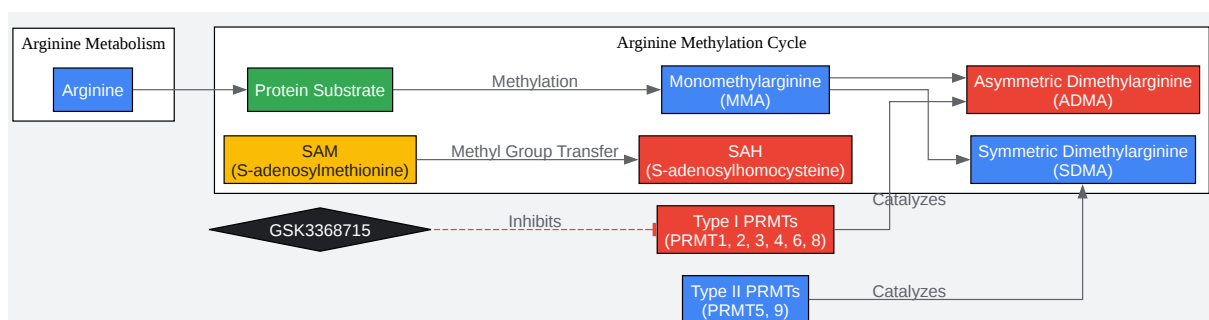 Arginine Metabolism
Arginine
Arginine Methylation Cycle
Protein Substrate
Methylation
Monomethylarginine
(MMA)
Asymmetric Dimethylarginine
(ADMA)
SAM
(S-adenosylmethionine)
Methyl Group Transfer
SAH
(S-adenosylhomocysteine)
Symmetric Dimethylarginine
(SDMA)
GSK3368715
Inhibits
Type I PRMTs
(PRMT1, 2, 3, 4, 6, 8)
Catalyzes
Type II PRMTs
(PRMT5, 9)
Catalyzes